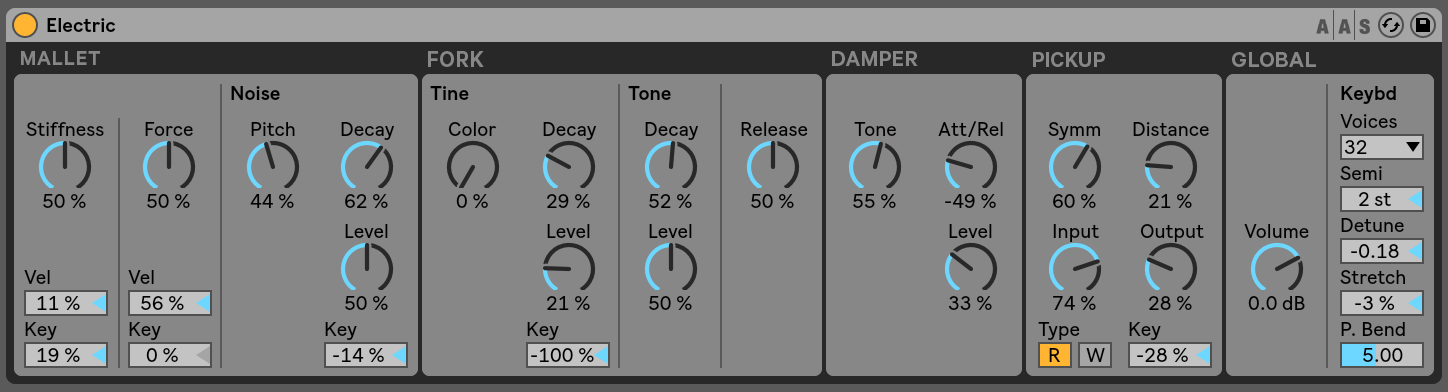 Electric
AAS
MALLET
FORK
DAMPER
PICKUP
GLOBAL
Noise
Tine
Tone
Keybd
Stiffness
Force
Pitch
Decay
Color
Decay
Decay
Release
Tone
Att/Rel
Symm
Distance
Voices
32
50 %
50 %
44 %
62 %
0 %
29 %
52 %
50 %
55 %
-49 %
60 %
21 %
Semi
2 st
Level
Level
Level
Level
Input
Output
Volume
Detune
-0.18
Vel
Vel
Stretch
11 %
56 %
50 %
21 %
50 %
33 %
74 %
28 %
0.0 dB
-3 %
Key
Key
Key
Key
Type
Key
P. Bend
19 %
0 %
-14 %
-100 %
R
W
-28 %
5.00